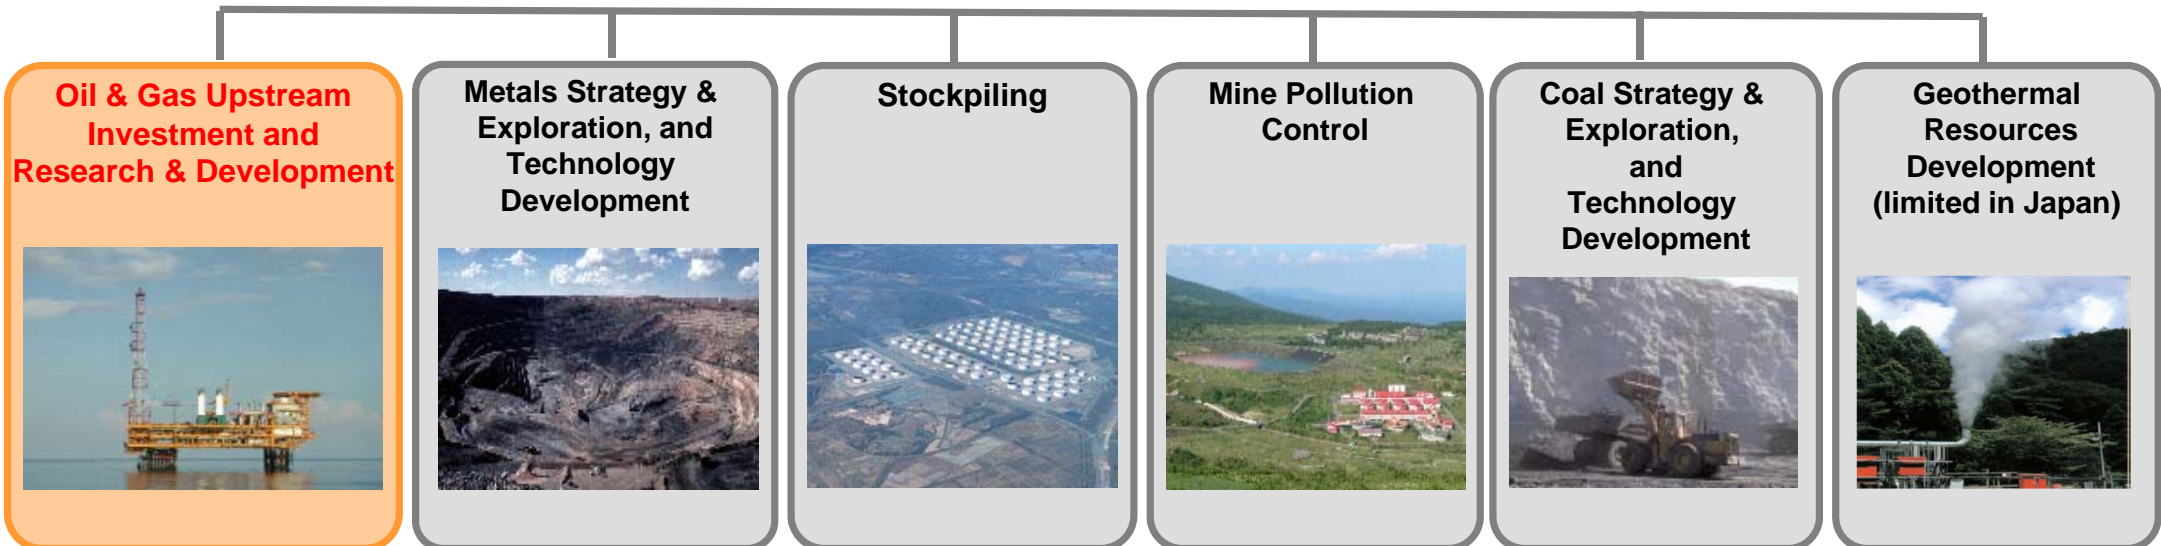 Oil & Gas Upstream
Investment and
Research & Development
Metals Strategy &
Exploration, and
Technology
Development
Stockpiling
Mine Pollution
Control
Coal Strategy &
Exploration,
and
Technology
Development
Geothermal
Resources
Development
(limited in Japan)